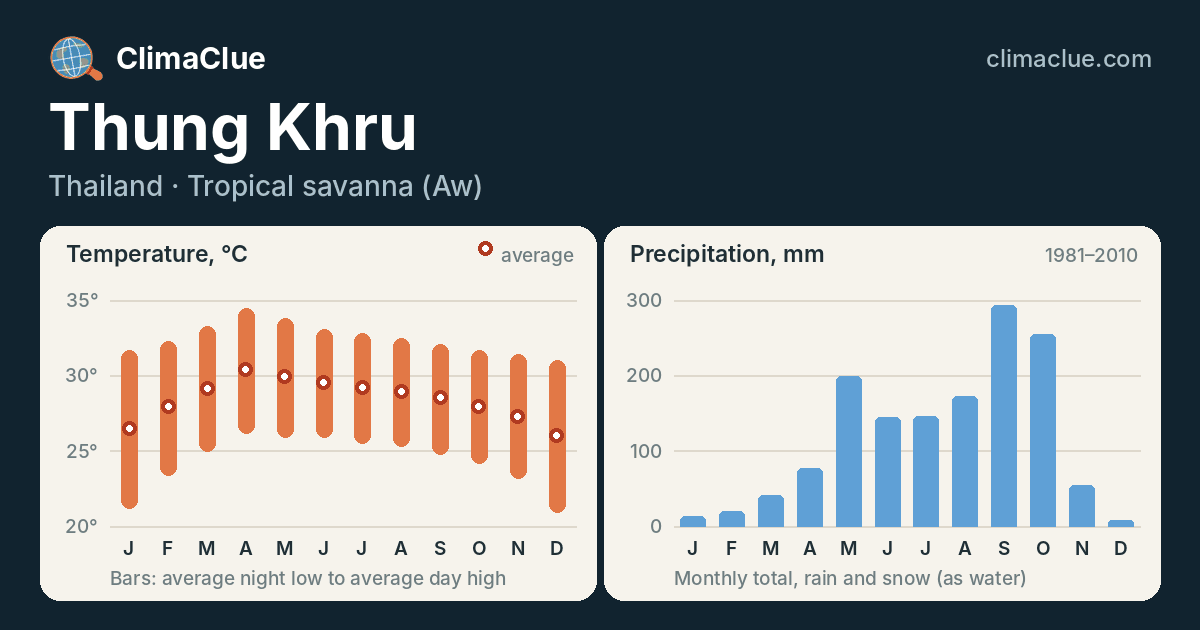 ClimaClue
climaclue.com
Thung Khru
Thailand · Tropical savanna (Aw)
Temperature, °C
average
35°
30°
25°
20°
J F M A M J J A S O N D
Bars: average night low to average day high
Precipitation, mm
1981–2010
300
200
100
0
J F M A M J J A S O N D
Monthly total, rain and snow (as water)